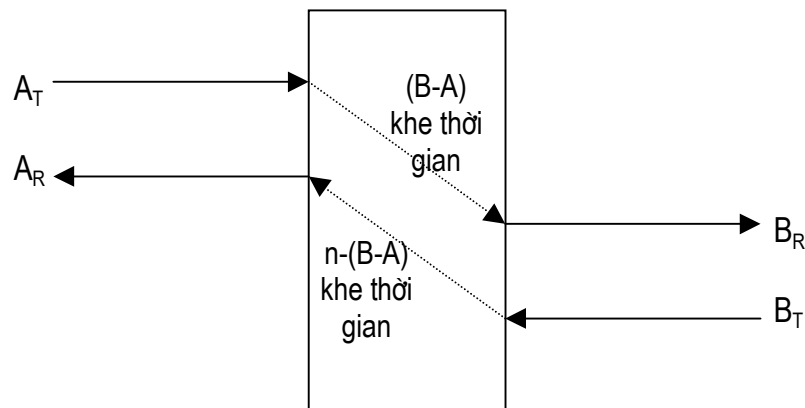 A_T
(B-A)
khe thời
gian
A_R
B_R
n-(B-A)
khe thời
gian
B_T